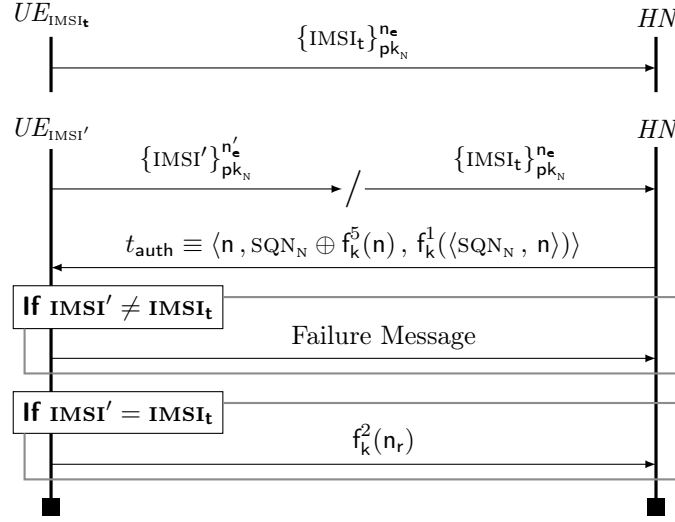 UE_IMSI_t HN
{IMSI_t}^{n_e}_{pk_N}
UE_IMSI′ HN
{IMSI′}^{n′_e}_{pk_N} / {IMSI_t}^{n_e}_{pk_N}
t_auth ≡ ⟨n , SQN_N ⊕ f^5_k(n) , f^1_k(⟨SQN_N , n⟩)⟩
If IMSI′ ≠ IMSI_t
Failure Message
If IMSI′ = IMSI_t
f^2_k(n_r)